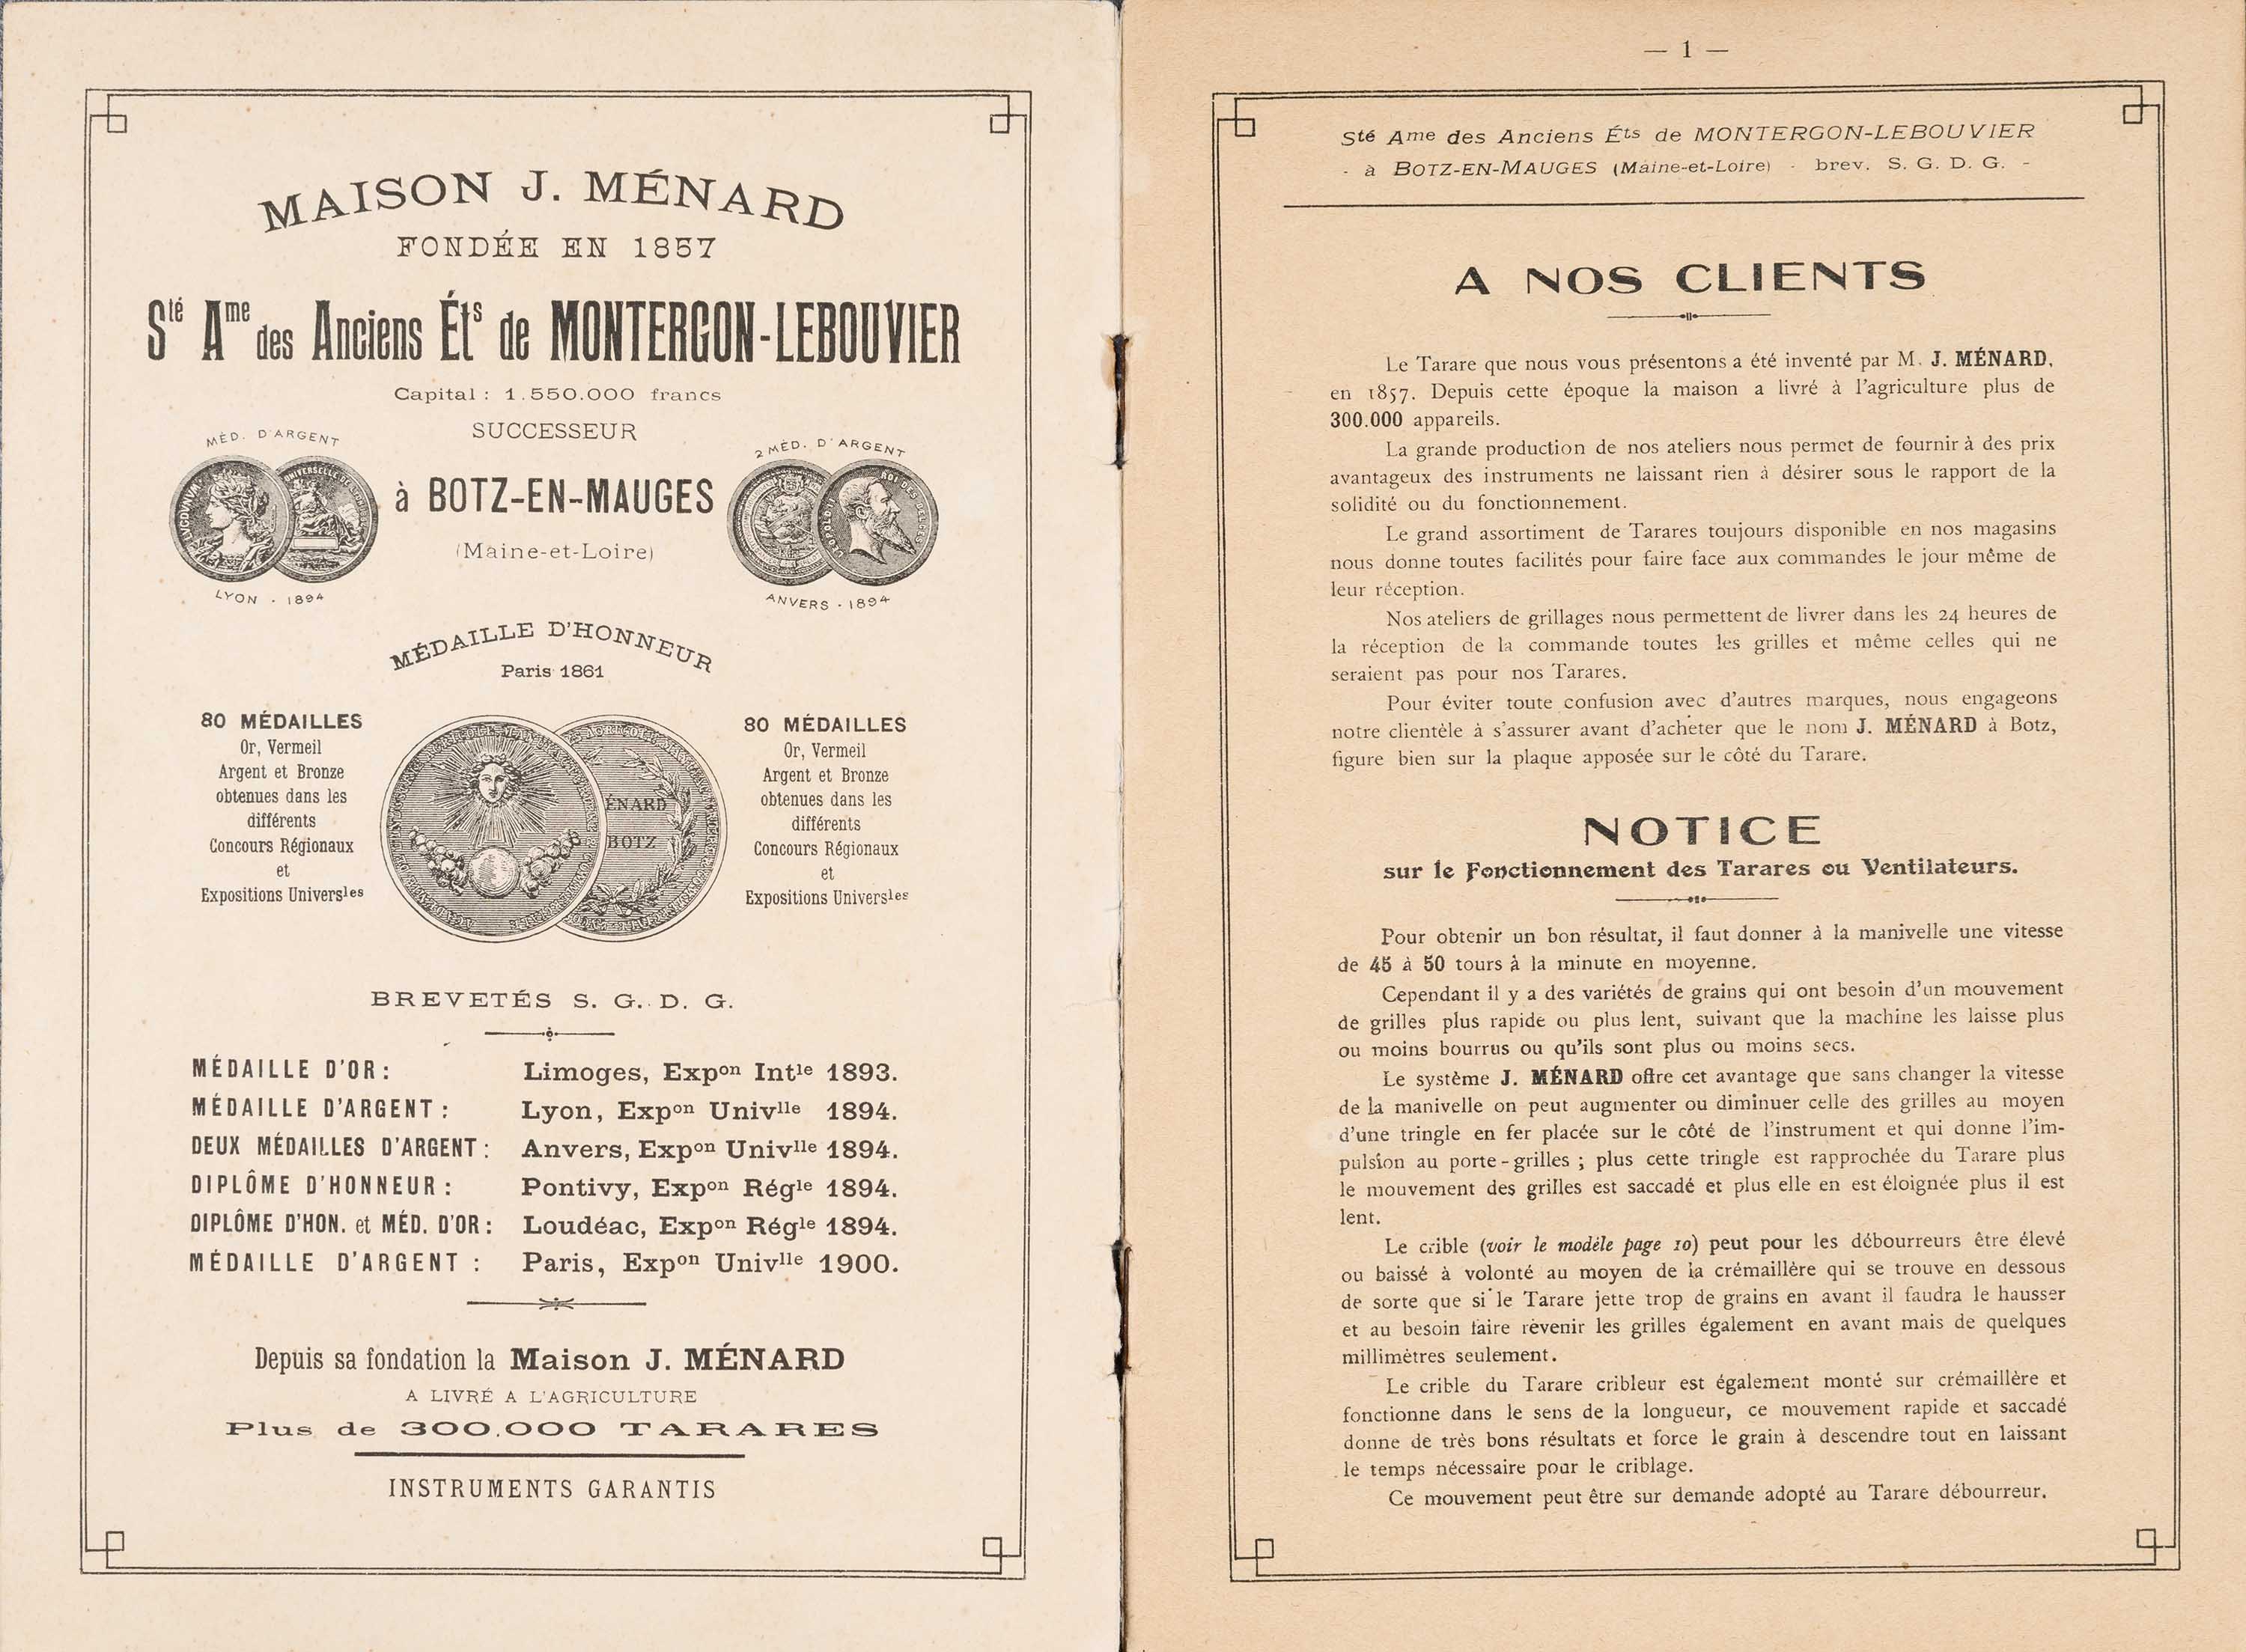 MAISON J. MÉNARD
FONDÉE EN 1857
Sté Ame des Anciens Éts de MONTERGON-LEBOUVIER
Capital : 1.550.000 francs
SUCCESSEUR
MÉD. D'ARGENT
LYON - 1894
à BOTZ-EN-MAUGES
(Maine-et-Loire)
2 MÉD. D'ARGENT
ANVERS - 1894
MÉDAILLE D'HONNEUR
Paris 1861
80 MÉDAILLES
Or, Vermeil
Argent et Bronze
obtenues dans les
différents
Concours Régionaux
et
Expositions Universles
ÉNARD
BOTZ
80 MÉDAILLES
Or, Vermeil
Argent et Bronze
obtenues dans les
différents
Concours Régionaux
et
Expositions Universles
BREVETÉS S. G. D. G.
MÉDAILLE D'OR : Limoges, Expon Intle 1893.
MÉDAILLE D'ARGENT : Lyon, Expon Univlle 1894.
DEUX MÉDAILLES D'ARGENT : Anvers, Expon Univlle 1894.
DIPLÔME D'HONNEUR : Pontivy, Expon Régle 1894.
DIPLÔME D'HON. et MÉD. D'OR : Loudéac, Expon Régle 1894.
MÉDAILLE D'ARGENT : Paris, Expon Univlle 1900.
Depuis sa fondation la Maison J. MÉNARD
A LIVRÉ A L'AGRICULTURE
Plus de 300.000 TARARES
INSTRUMENTS GARANTIS
— 1 —
Sté Ame des Anciens Éts de MONTERGON-LEBOUVIER
- à BOTZ-EN-MAUGES (Maine-et-Loire) - brev. S. G. D. G. -
A NOS CLIENTS
Le Tarare que nous vous présentons a été inventé par M. J. MÉNARD,
en 1857. Depuis cette époque la maison a livré à l'agriculture plus de
300.000 appareils.
La grande production de nos ateliers nous permet de fournir à des prix
avantageux des instruments ne laissant rien à désirer sous le rapport de la
solidité ou du fonctionnement.
Le grand assortiment de Tarares toujours disponible en nos magasins
nous donne toutes facilités pour faire face aux commandes le jour même de
leur réception.
Nos ateliers de grillages nous permettent de livrer dans les 24 heures de
la réception de la commande toutes les grilles et même celles qui ne
seraient pas pour nos Tarares.
Pour éviter toute confusion avec d'autres marques, nous engageons
notre clientèle à s'assurer avant d'acheter que le nom J. MÉNARD à Botz,
figure bien sur la plaque apposée sur le côté du Tarare.
NOTICE
sur le Fonctionnement des Tarares ou Ventilateurs.
Pour obtenir un bon résultat, il faut donner à la manivelle une vitesse
de 45 à 50 tours à la minute en moyenne.
Cependant il y a des variétés de grains qui ont besoin d'un mouvement
de grilles plus rapide ou plus lent, suivant que la machine les laisse plus
ou moins bourrus ou qu'ils sont plus ou moins secs.
Le système J. MÉNARD offre cet avantage que sans changer la vitesse
de la manivelle on peut augmenter ou diminuer celle des grilles au moyen
d'une tringle en fer placée sur le côté de l'instrument et qui donne l'im-
pulsion au porte-grilles ; plus cette tringle est rapprochée du Tarare plus
le mouvement des grilles est saccadé et plus elle en est éloignée plus il est
lent.
Le crible (voir le modèle page 10) peut pour les débourreurs être élevé
ou baissé à volonté au moyen de la crémaillère qui se trouve en dessous
de sorte que si le Tarare jette trop de grains en avant il faudra le hausser
et au besoin faire revenir les grilles également en avant mais de quelques
millimètres seulement.
Le crible du Tarare cribleur est également monté sur crémaillère et
fonctionne dans le sens de la longueur, ce mouvement rapide et saccadé
donne de très bons résultats et force le grain à descendre tout en laissant
le temps nécessaire pour le criblage.
Ce mouvement peut être sur demande adopté au Tarare débourreur.